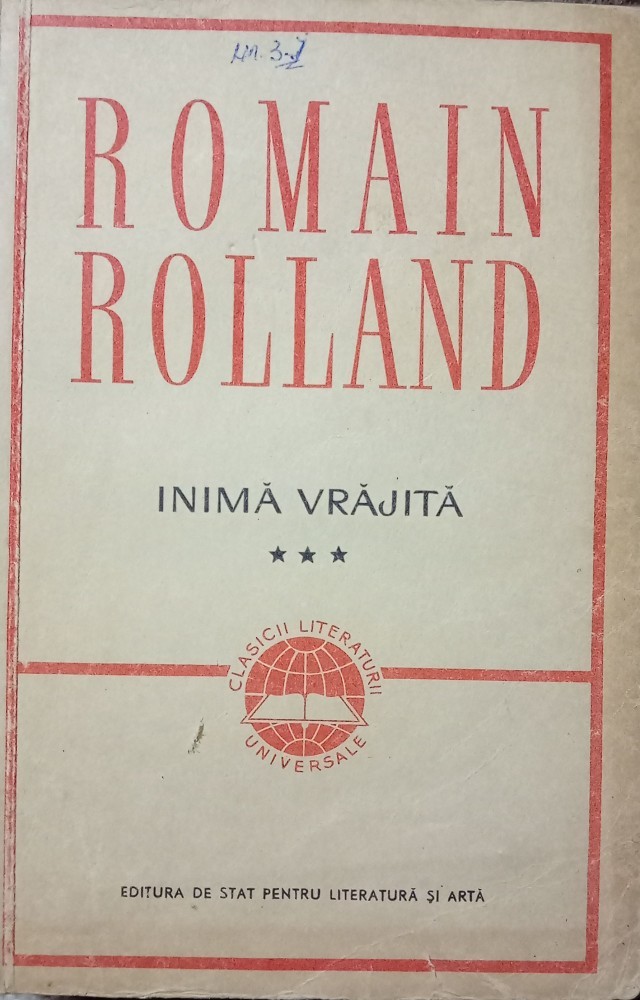 ROMAIN
ROLLAND
INIMĂ VRĂJITĂ
★★★
CLASICII LITERATURII
UNIVERSALE
EDITURA DE STAT PENTRU LITERATURĂ ȘI ARTĂ